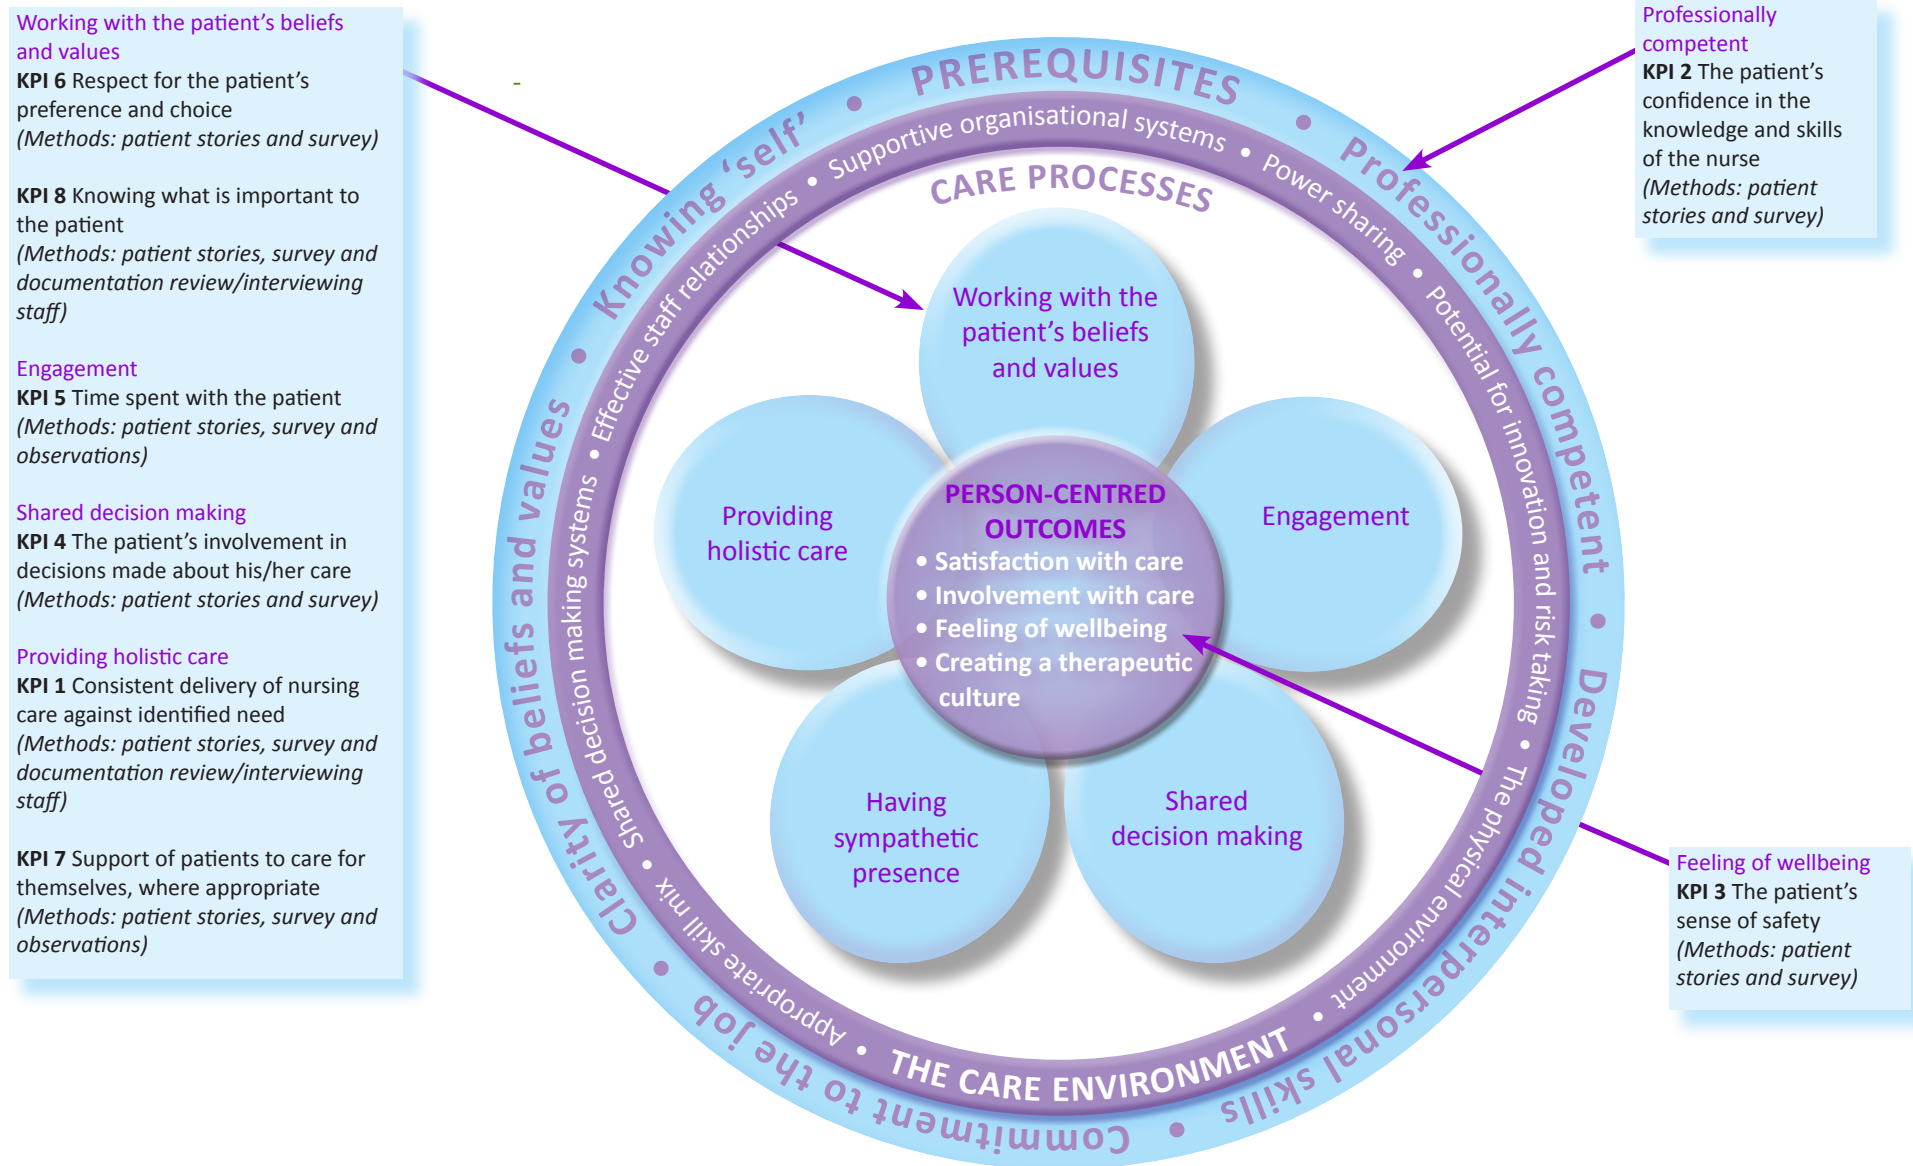 Working with the patient’s beliefs
and values
KPI 6 Respect for the patient’s
preference and choice
(Methods: patient stories and survey)
KPI 8 Knowing what is important to
the patient
(Methods: patient stories, survey and
documentation review/interviewing
staff)
Engagement
KPI 5 Time spent with the patient
(Methods: patient stories, survey and
observations)
Shared decision making
KPI 4 The patient’s involvement in
decisions made about his/her care
(Methods: patient stories and survey)
Providing holistic care
KPI 1 Consistent delivery of nursing
care against identified need
(Methods: patient stories, survey and
documentation review/interviewing
staff)
KPI 7 Support of patients to care for
themselves, where appropriate
(Methods: patient stories, survey and
observations)
-
PREREQUISITES • Professionally competent • Developed interpersonal skills • Commitment to the job • Clarity of beliefs and values • Knowing ‘self’ •
Supportive organisational systems • Power sharing • Potential for innovation and risk taking • The physical environment •
THE CARE ENVIRONMENT • Appropriate skill mix • Shared decision making systems • Effective staff relationships •
CARE PROCESSES
Working with the
patient’s beliefs
and values
Providing
holistic care
Engagement
PERSON-CENTRED
OUTCOMES
• Satisfaction with care
• Involvement with care
• Feeling of wellbeing
• Creating a therapeutic
culture
Having
sympathetic
presence
Shared
decision making
Professionally
competent
KPI 2 The patient’s
confidence in the
knowledge and skills
of the nurse
(Methods: patient
stories and survey)
Feeling of wellbeing
KPI 3 The patient’s
sense of safety
(Methods: patient
stories and survey)